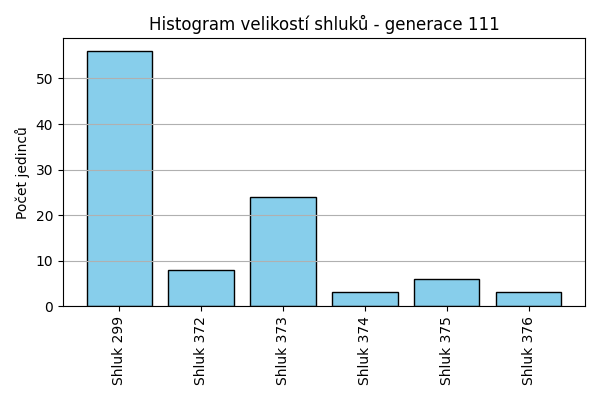 Histogram velikostí shluků - generace 111
Počet jedinců
50
40
30
20
10
0
Shluk 299
Shluk 372
Shluk 373
Shluk 374
Shluk 375
Shluk 376